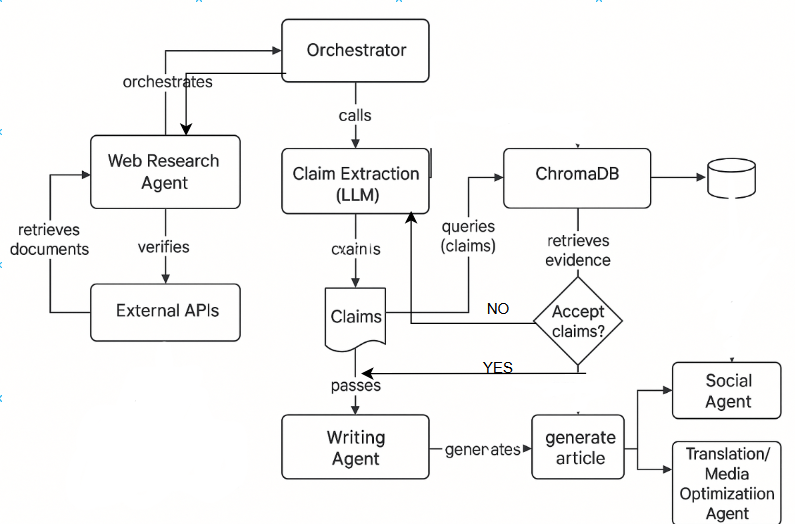 Orchestrator
orchestrates
calls
Web Research
Agent
Claim Extraction
(LLM)
ChromaDB
retrieves
documents
verifies
queries
(claims)
retrieves
evidence
External APIs
Claims
NO
Accept
claims?
YES
passes
Social
Agent
Writing
Agent
generates
generate
article
Translation/
Media
Optimizatiion
Agent